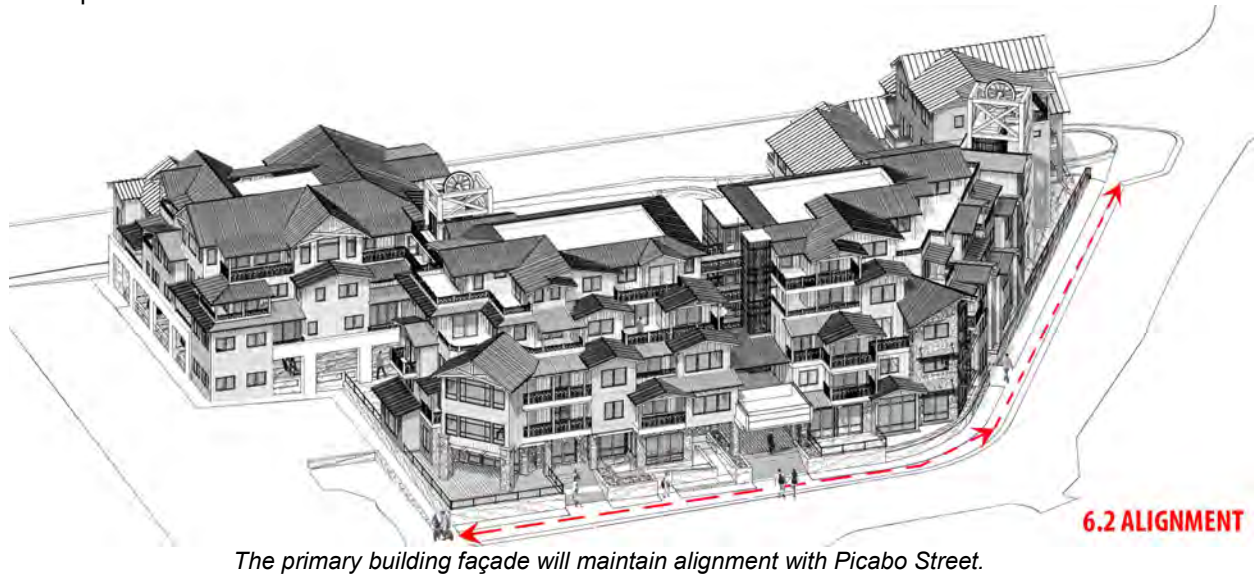 6.2 ALIGNMENT
The primary building façade will maintain alignment with Picabo Street.